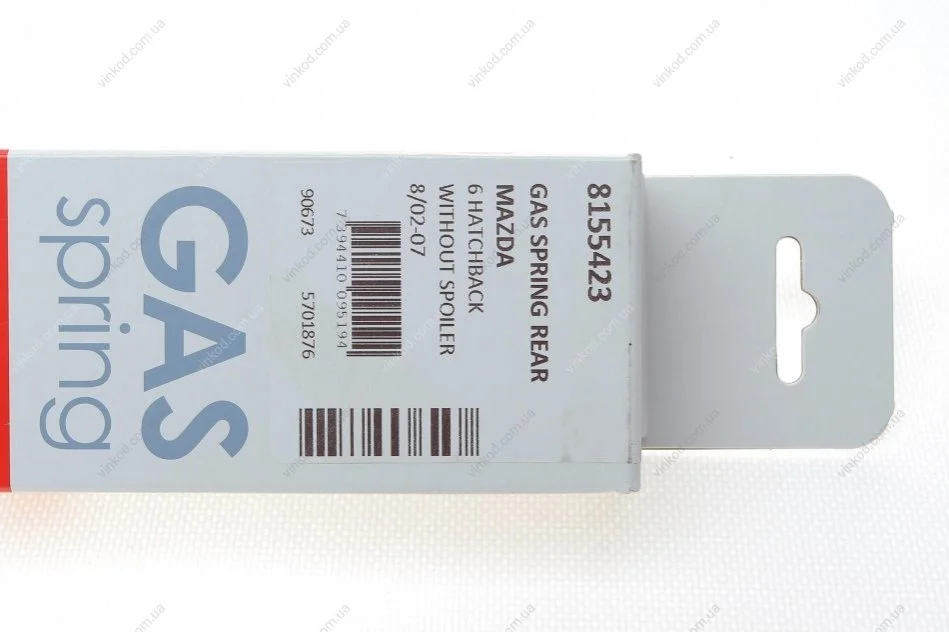 8155423
GAS SPRING REAR
MAZDA
6 HATCHBACK
WITHOUT SPOILER
8/02-07
7 394410 095194
90673 5701876
GAS
spring
vinkod.com.ua